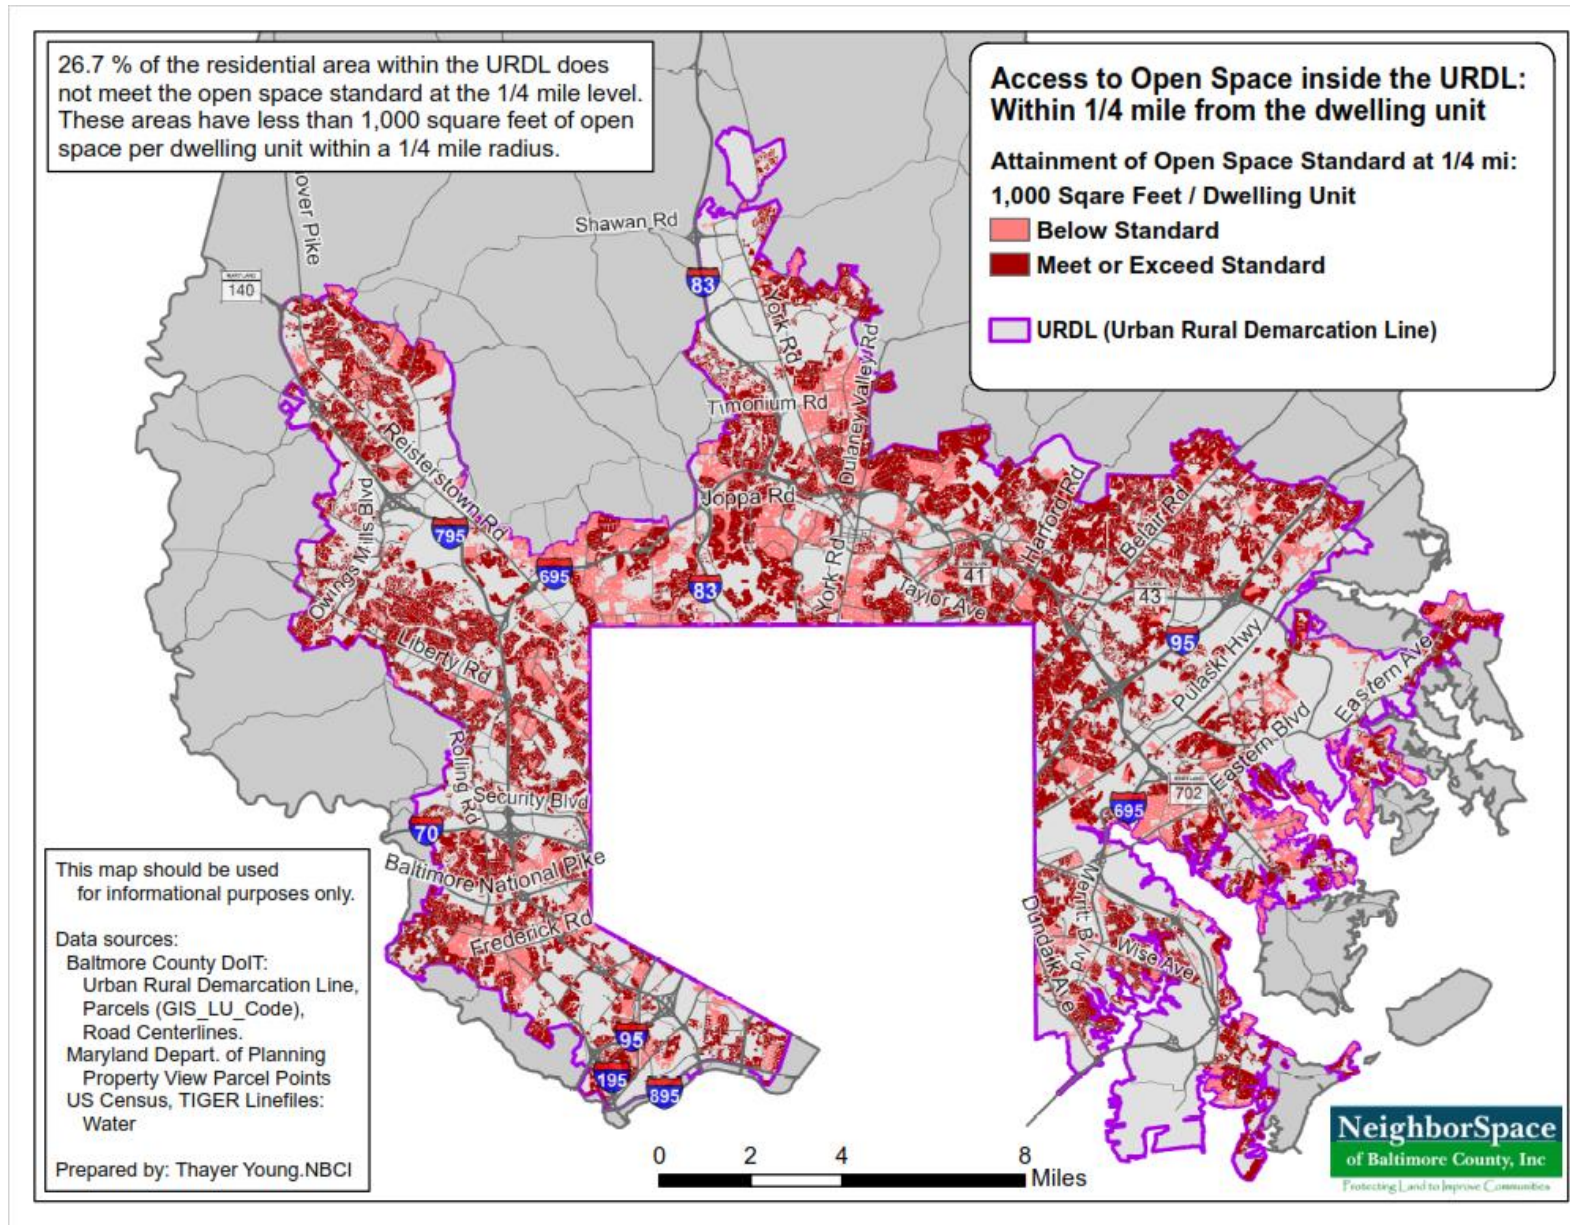 26.7 % of the residential area within the URDL does
not meet the open space standard at the 1/4 mile level.
These areas have less than 1,000 square feet of open
space per dwelling unit within a 1/4 mile radius.
Access to Open Space inside the URDL:
Within 1/4 mile from the dwelling unit
Attainment of Open Space Standard at 1/4 mi:
1,000 Sqare Feet / Dwelling Unit
Below Standard
Meet or Exceed Standard
URDL (Urban Rural Demarcation Line)
over Pike
Shawan Rd
MARYLAND
140
83
York Rd
Dulaney Valley Rd
Timonium Rd
Reisterstown Rd
Joppa Rd
Owings Mills Blvd
795
695
83
York Rd
Taylor Ave
41
Harford Rd
Belair Rd
43
95
Pulaski Hwy
Eastern Ave
Eastern Blvd
Liberty Rd
Rolling Rd
Security Blvd
70
Baltimore National Pike
Frederick Rd
MARYLAND
702
695
Merritt Blvd
Dundalk Ave
Wise Ave
95
195
895
This map should be used
for informational purposes only.
Data sources:
Baltmore County DoIT:
Urban Rural Demarcation Line,
Parcels (GIS_LU_Code),
Road Centerlines.
Maryland Depart. of Planning
Property View Parcel Points
US Census, TIGER Linefiles:
Water
Prepared by: Thayer Young.NBCI
0 2 4 8
Miles
NeighborSpace
of Baltimore County, Inc
Protecting Land to Improve Communities